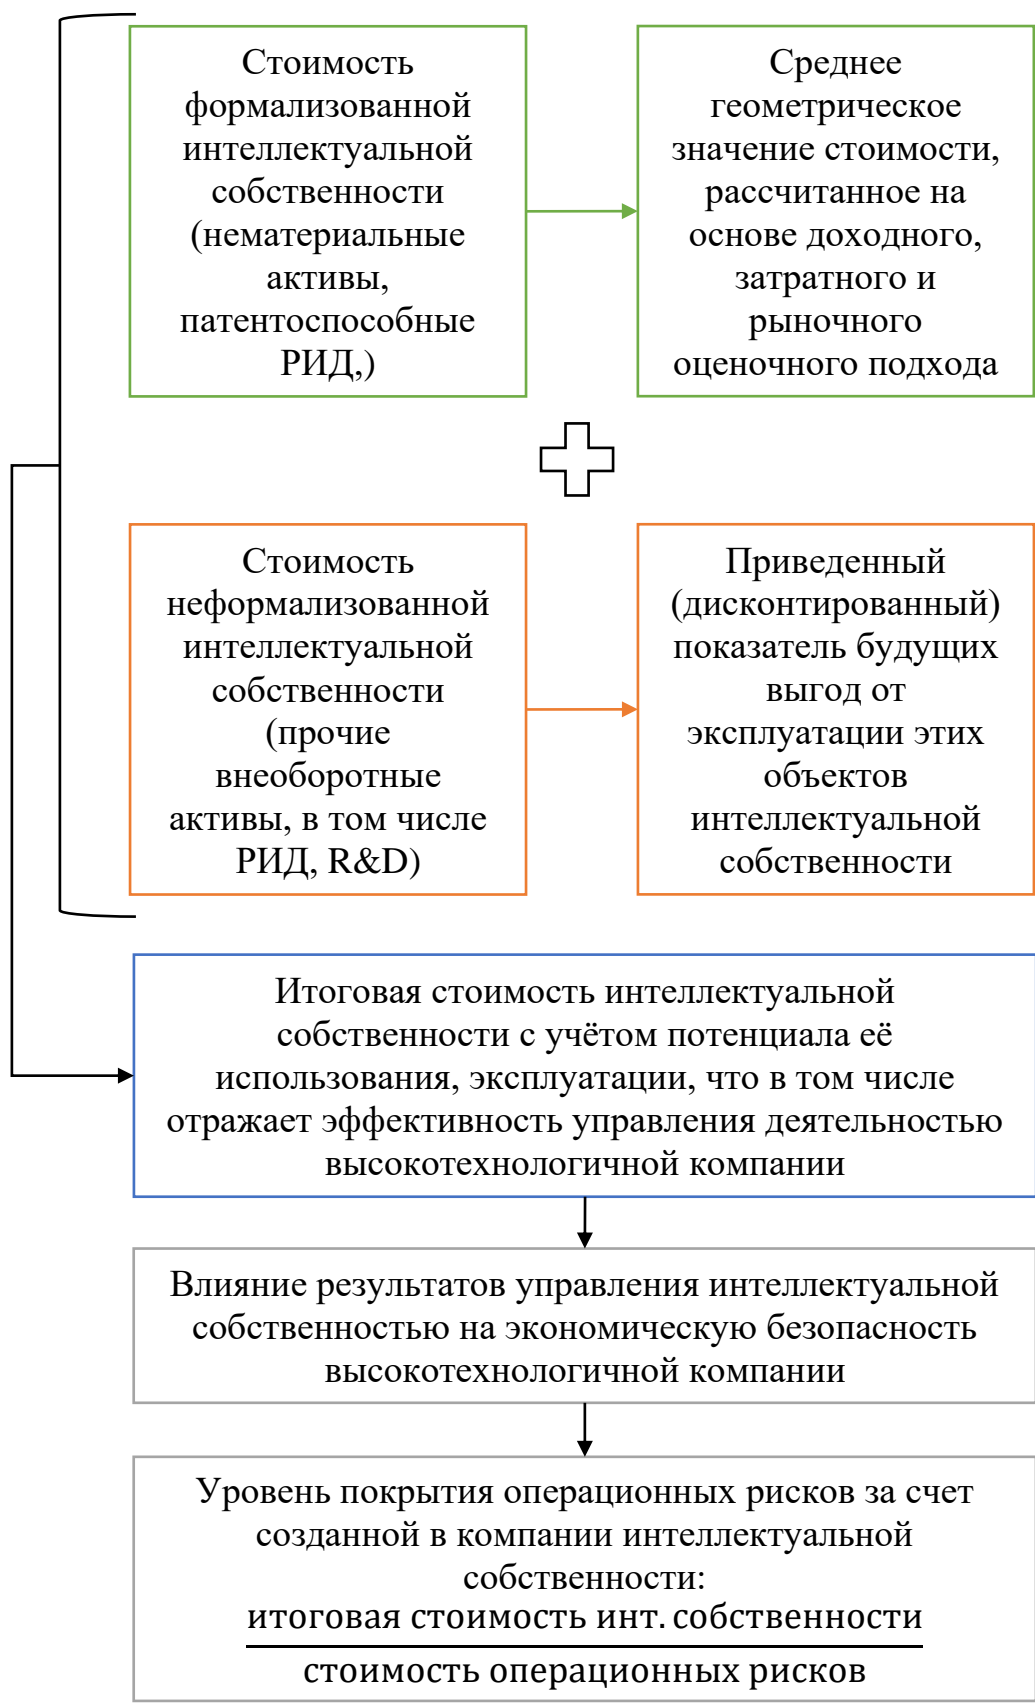 Стоимость
формализованной
интеллектуальной
собственности
(нематериальные
активы,
патентоспособные
РИД,)
Среднее
геометрическое
значение стоимости,
рассчитанное на
основе доходного,
затратного и
рыночного
оценочного подхода
Стоимость
неформализованной
интеллектуальной
собственности
(прочие
внеоборотные
активы, в том числе
РИД, R&D)
Приведенный
(дисконтированный)
показатель будущих
выгод от
эксплуатации этих
объектов
интеллектуальной
собственности
Итоговая стоимость интеллектуальной
собственности с учётом потенциала её
использования, эксплуатации, что в том числе
отражает эффективность управления деятельностью
высокотехнологичной компании
Влияние результатов управления интеллектуальной
собственностью на экономическую безопасность
высокотехнологичной компании
Уровень покрытия операционных рисков за счет
созданной в компании интеллектуальной
собственности:
итоговая стоимость инт. собственности
стоимость операционных рисков